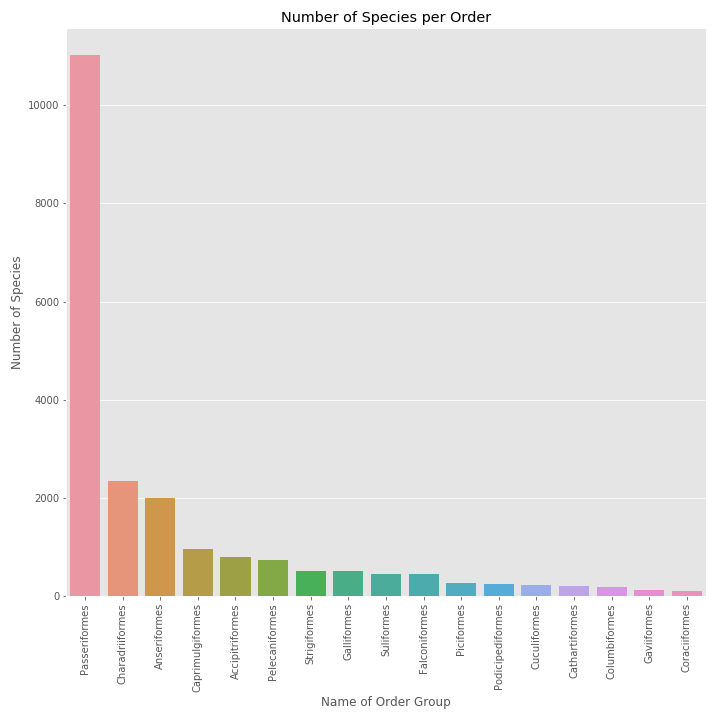 Number of Species per Order
Number of Species
10000
8000
6000
4000
2000
0
Passeriformes
Charadriiformes
Anseriformes
Caprimulgiformes
Accipitriformes
Pelecaniformes
Strigiformes
Galliformes
Suliformes
Falconiformes
Piciformes
Podicipediformes
Cuculiformes
Cathartiformes
Columbiformes
Gaviiformes
Coraciiformes
Name of Order Group